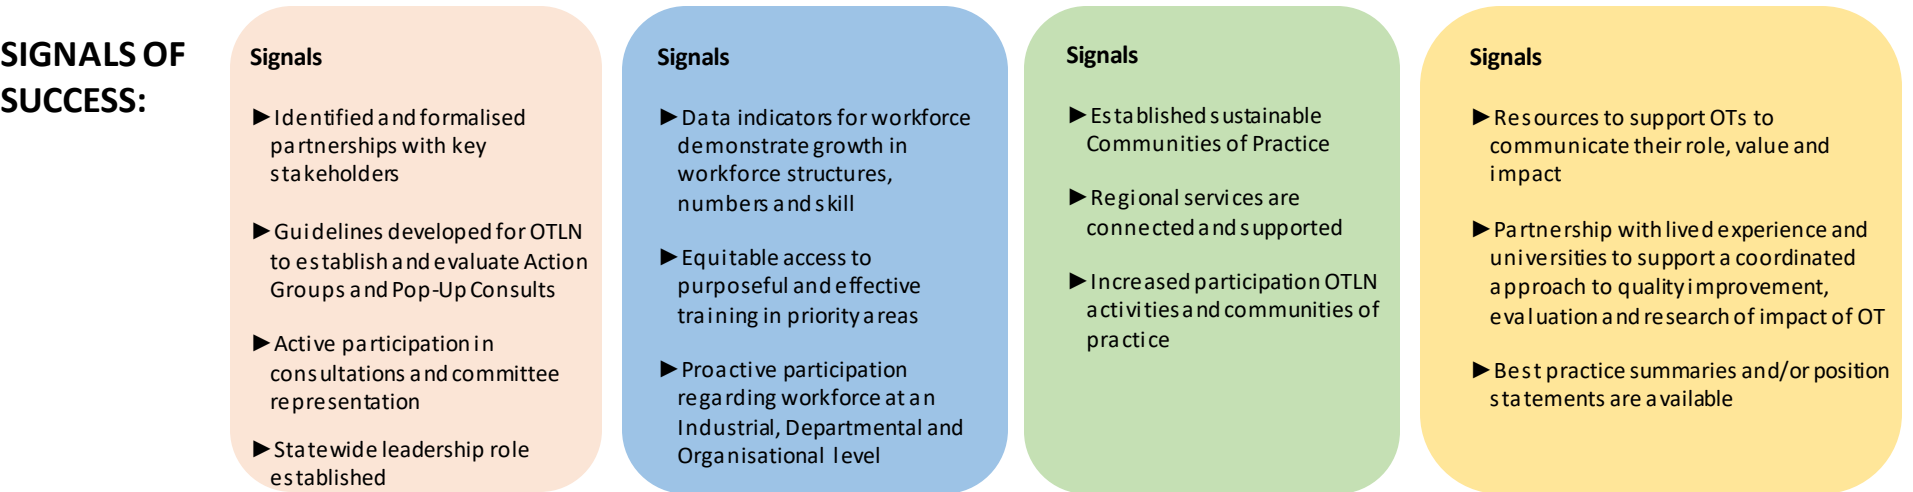 SIGNALS OF
SUCCESS:
Signals
►Identified and formalised
partnerships with key
stakeholders
►Guidelines developed for OTLN
to establish and evaluate Action
Groups and Pop-Up Consults
►Active participation in
consultations and committee
representation
►Statewide leadership role
established
Signals
►Data indicators for workforce
demonstrate growth in
workforce structures,
numbers and skill
►Equitable access to
purposeful and effective
training in priority areas
►Proactive participation
regarding workforce at an
Industrial, Departmental and
Organisational level
Signals
►Established sustainable
Communities of Practice
►Regional services are
connected and supported
►Increased participation OTLN
activities and communities of
practice
Signals
►Resources to support OTs to
communicate their role, value and
impact
►Partnership with lived experience and
universities to support a coordinated
approach to quality improvement,
evaluation and research of impact of OT
►Best practice summaries and/or position
statements are available